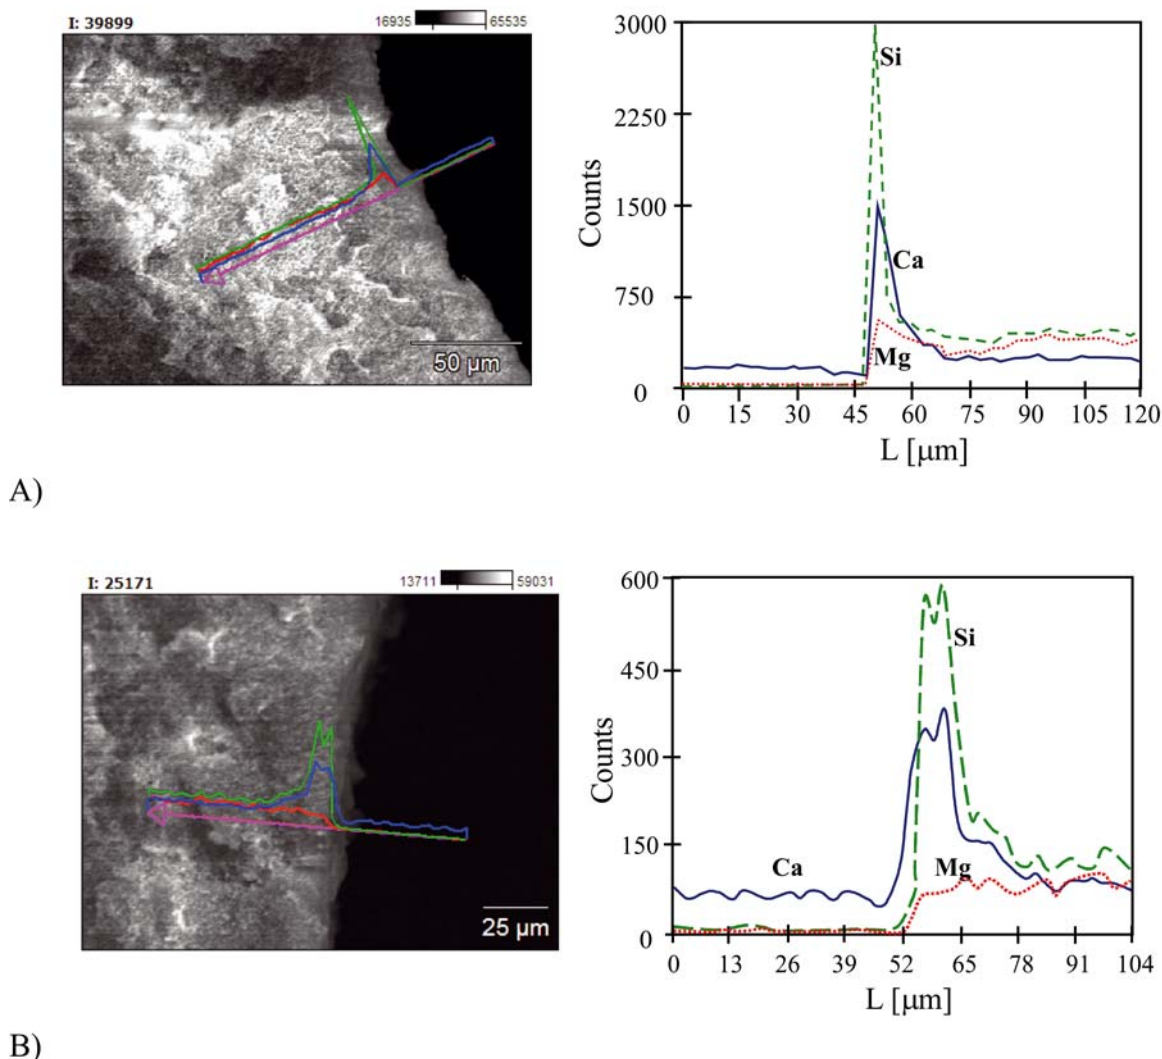 I: 39899
16935 65535
50 µm
3000
2250
1500
750
0
Counts
Si
Ca
Mg
0 15 30 45 60 75 90 105 120
L [µm]
A)
I: 25171
13711 59031
25 µm
600
450
300
150
0
Counts
Si
Ca
Mg
0 13 26 39 52 65 78 91 104
L [µm]
B)